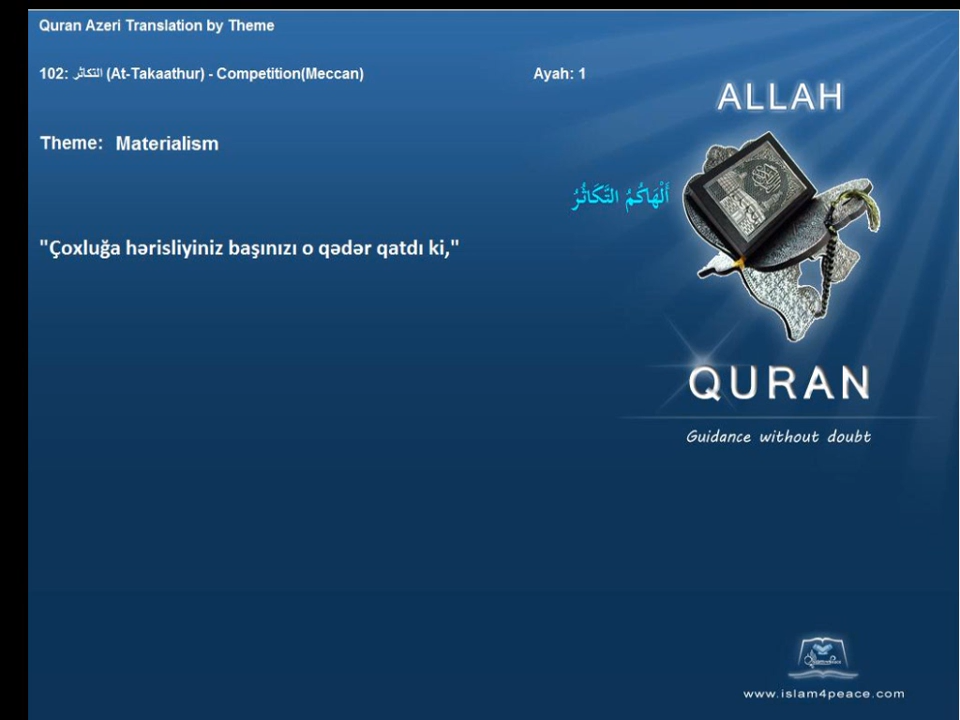 Quran Azeri Translation by Theme
102: التكاثر (At-Takaathur) - Competition(Meccan) Ayah: 1
ALLAH
Theme: Materialism
أَلْهَاكُمُ التَّكَاثُرُ
"Çoxluğa hərisliyiniz başınızı o qədər qatdı ki,"
QURAN
Guidance without doubt
www.islam4peace.com